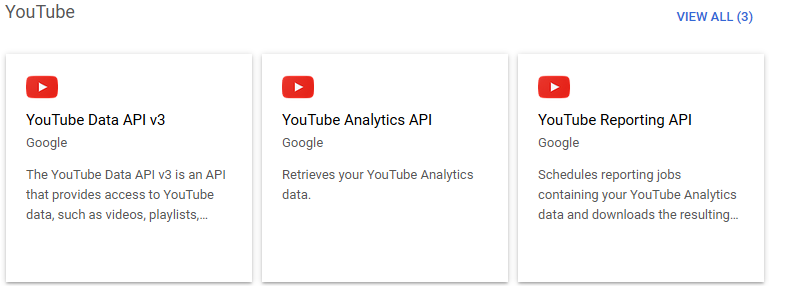 YouTube
VIEW ALL (3)
YouTube Data API v3
Google
The YouTube Data API v3 is an API
that provides access to YouTube
data, such as videos, playlists,...
YouTube Analytics API
Google
Retrieves your YouTube Analytics
data.
YouTube Reporting API
Google
Schedules reporting jobs
containing your YouTube Analytics
data and downloads the resulting...